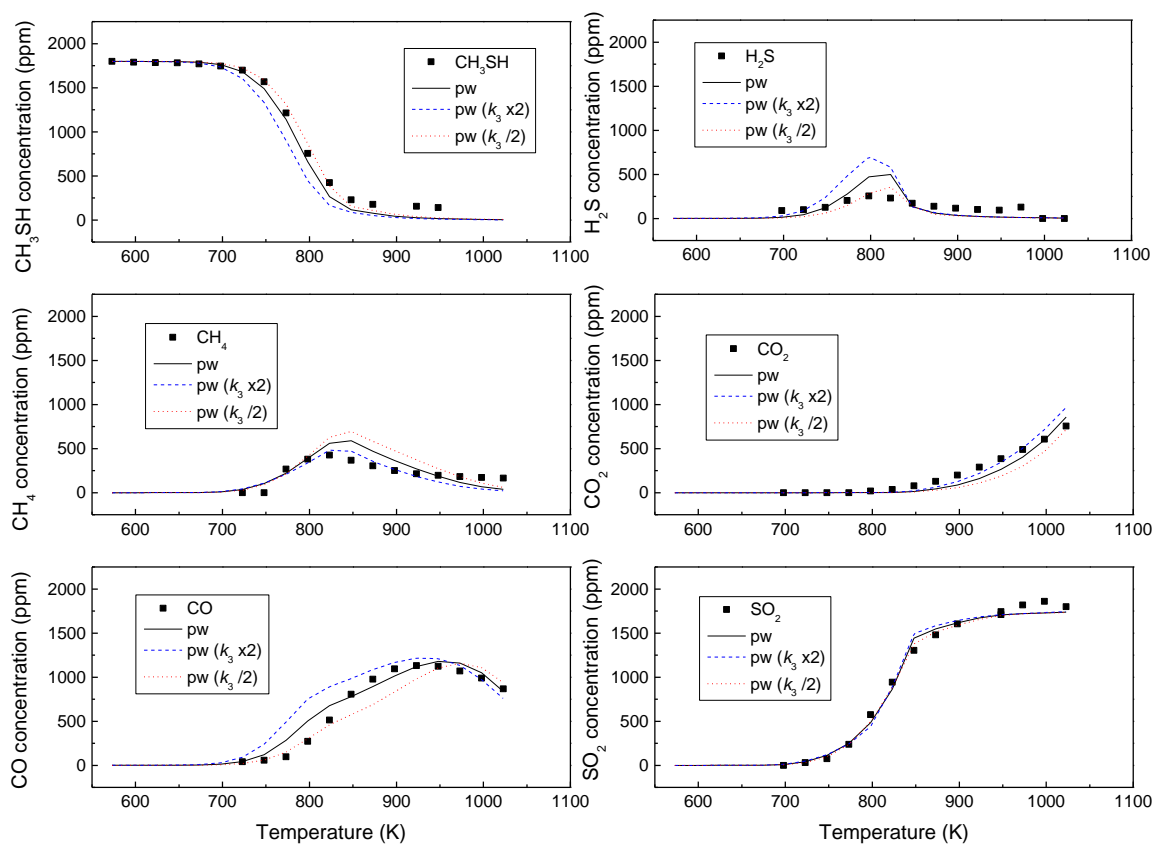 CH3SH concentration (ppm)
2000
1500
1000
500
0
600 700 800 900 1000 1100
CH3SH
pw
pw (k3 x2)
pw (k3 /2)
H2S concentration (ppm)
2000
1500
1000
500
0
600 700 800 900 1000 1100
H2S
pw
pw (k3 x2)
pw (k3 /2)
CH4 concentration (ppm)
2000
1500
1000
500
0
600 700 800 900 1000 1100
CH4
pw
pw (k3 x2)
pw (k3 /2)
CO2 concentration (ppm)
2000
1500
1000
500
0
600 700 800 900 1000 1100
CO2
pw
pw (k3 x2)
pw (k3 /2)
CO concentration (ppm)
2000
1500
1000
500
0
600 700 800 900 1000 1100
CO
pw
pw (k3 x2)
pw (k3 /2)
Temperature (K)
SO2 concentration (ppm)
2000
1500
1000
500
0
600 700 800 900 1000 1100
SO2
pw
pw (k3 x2)
pw (k3 /2)
Temperature (K)